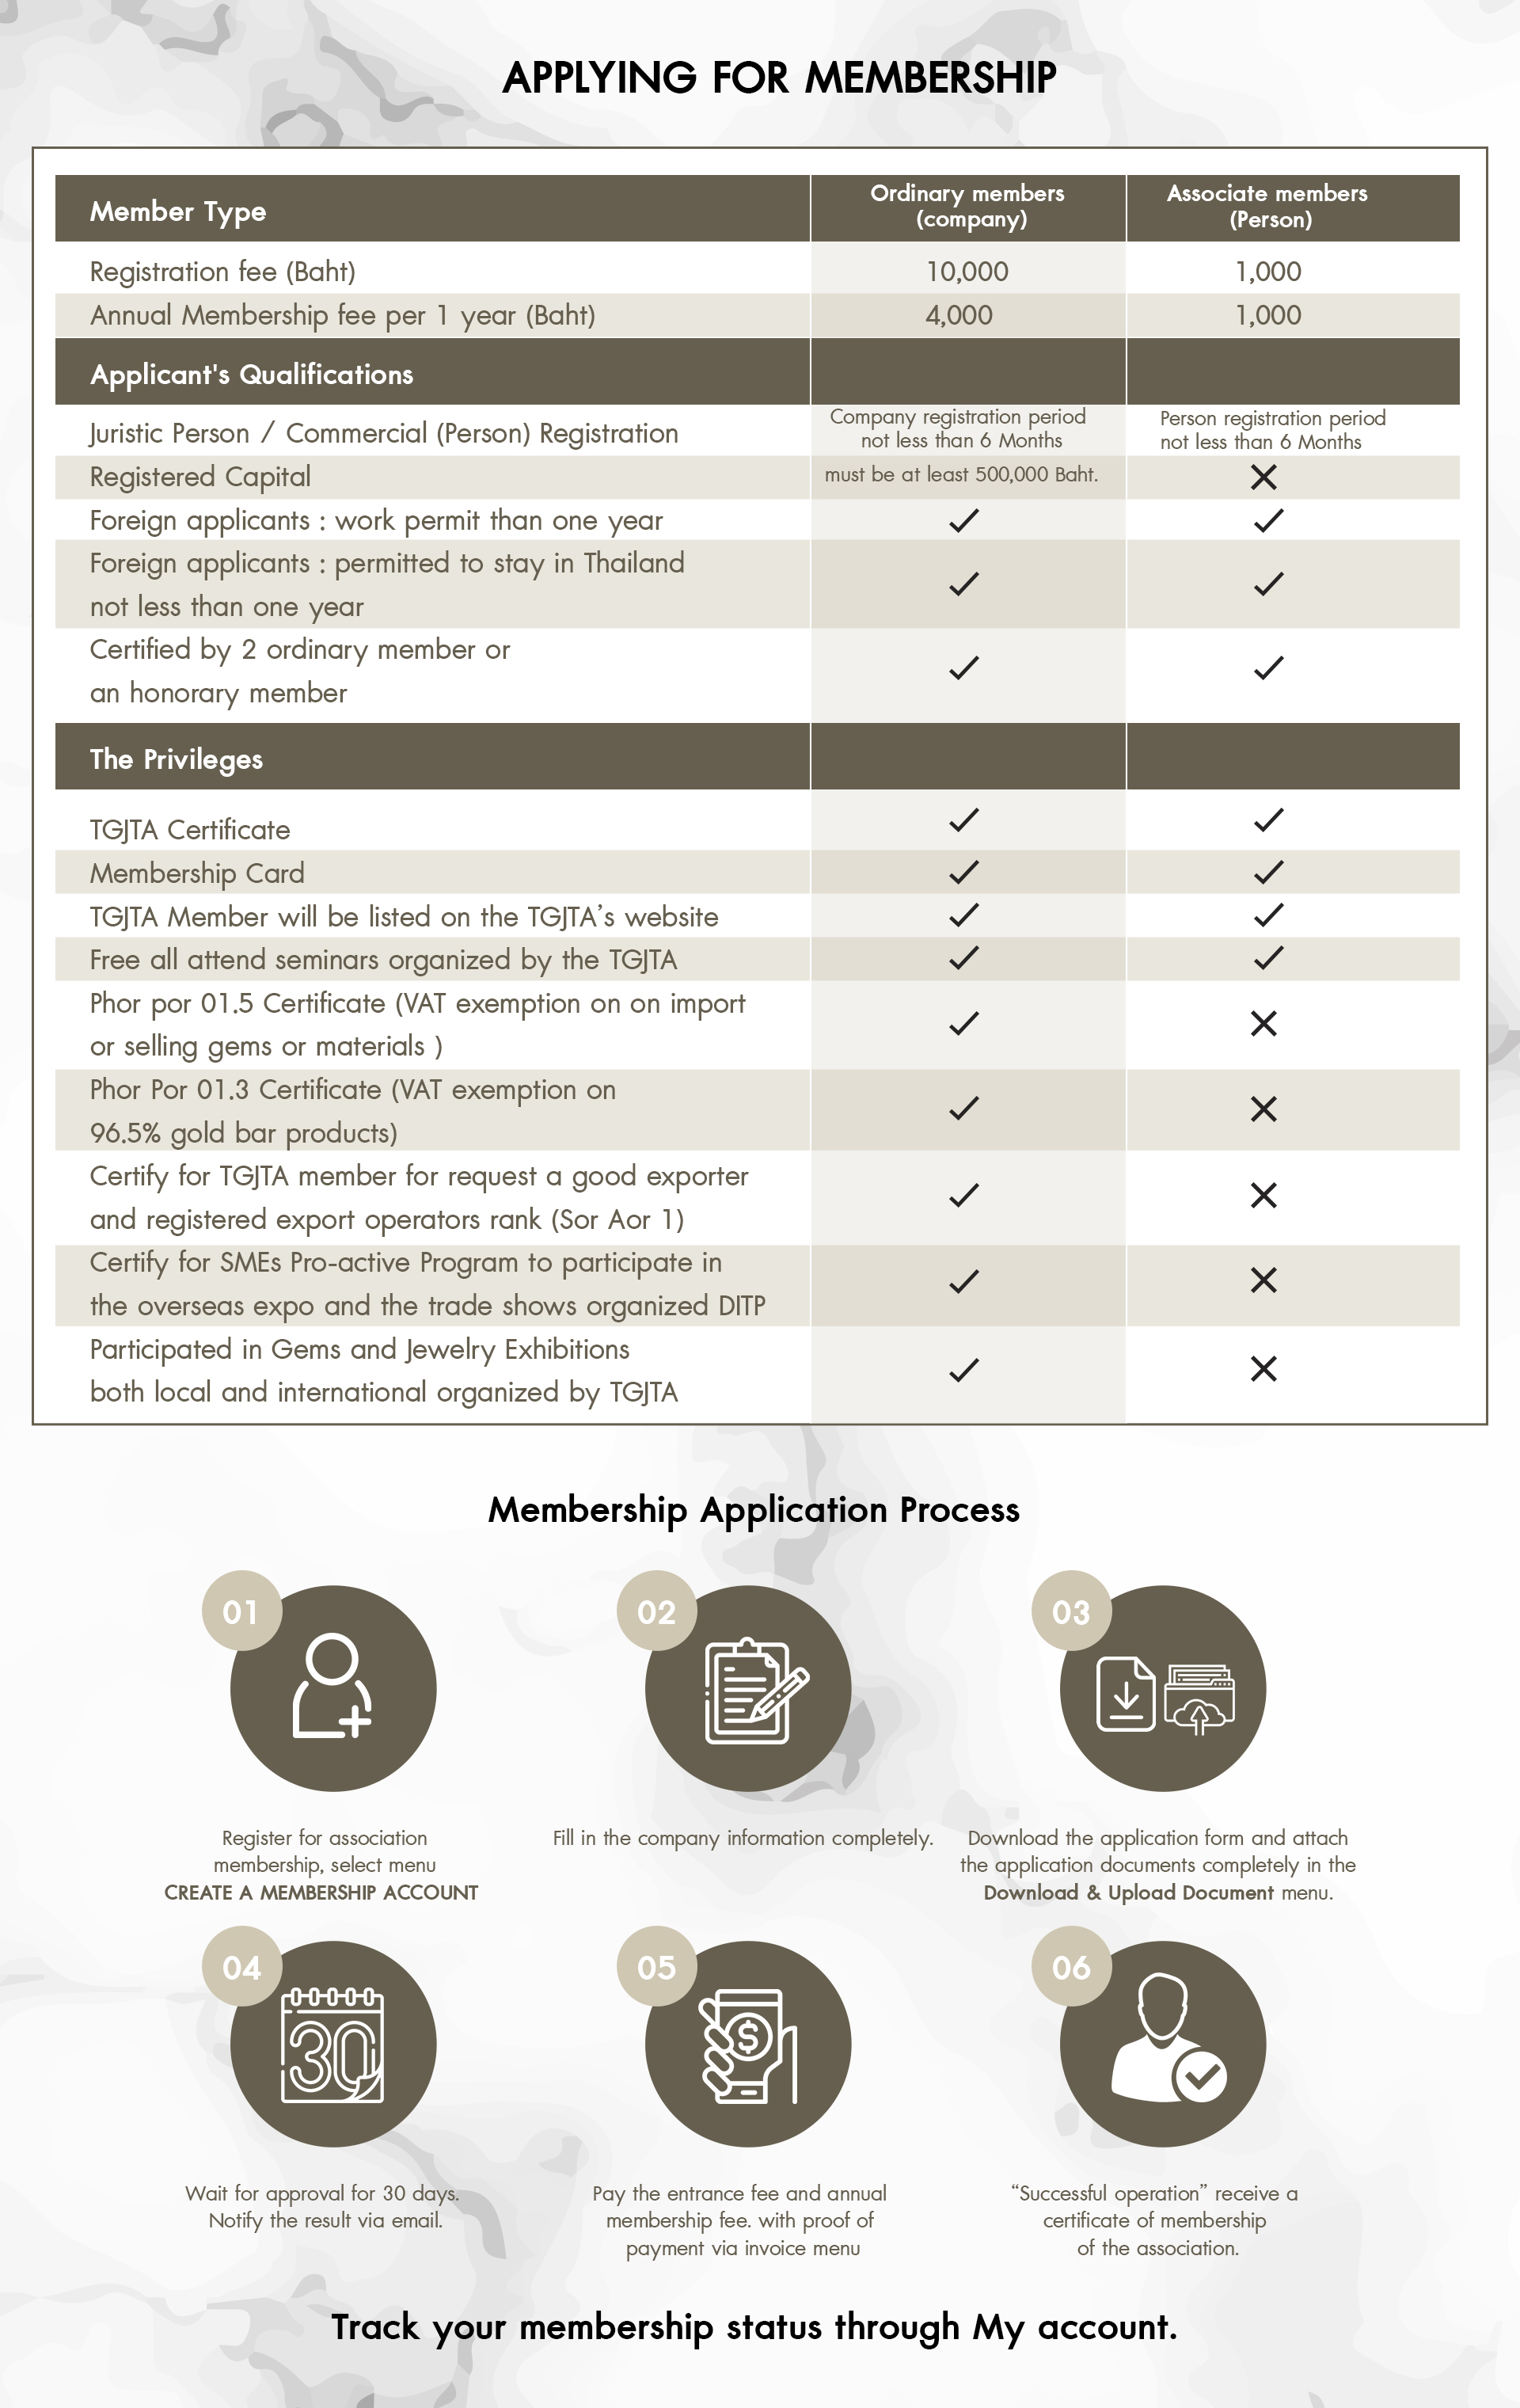 APPLYING FOR MEMBERSHIP
Member Type
Ordinary members
(company)
Associate members
(Person)
Registration fee (Baht) 10,000 1,000
Annual Membership fee per 1 year (Baht) 4,000 1,000
Applicant's Qualifications
Juristic Person / Commercial (Person) Registration
Company registration period
not less than 6 Months
Person registration period
not less than 6 Months
Registered Capital must be at least 500,000 Baht. ✕
Foreign applicants : work permit than one year ✓ ✓
Foreign applicants : permitted to stay in Thailand
not less than one year ✓ ✓
Certified by 2 ordinary member or
an honorary member ✓ ✓
The Privileges
TGJTA Certificate ✓ ✓
Membership Card ✓ ✓
TGJTA Member will be listed on the TGJTA’s website ✓ ✓
Free all attend seminars organized by the TGJTA ✓ ✓
Phor por 01.5 Certificate (VAT exemption on on import
or selling gems or materials ) ✓ ✕
Phor Por 01.3 Certificate (VAT exemption on
96.5% gold bar products) ✓ ✕
Certify for TGJTA member for request a good exporter
and registered export operators rank (Sor Aor 1) ✓ ✕
Certify for SMEs Pro-active Program to participate in
the overseas expo and the trade shows organized DITP ✓ ✕
Participated in Gems and Jewelry Exhibitions
both local and international organized by TGJTA ✓ ✕
Membership Application Process
01
Register for association
membership, select menu
CREATE A MEMBERSHIP ACCOUNT
02
Fill in the company information completely.
03
Download the application form and attach
the application documents completely in the
Download & Upload Document menu.
04
30
Wait for approval for 30 days.
Notify the result via email.
05
$
Pay the entrance fee and annual
membership fee. with proof of
payment via invoice menu
06
“Successful operation” receive a
certificate of membership
of the association.
Track your membership status through My account.